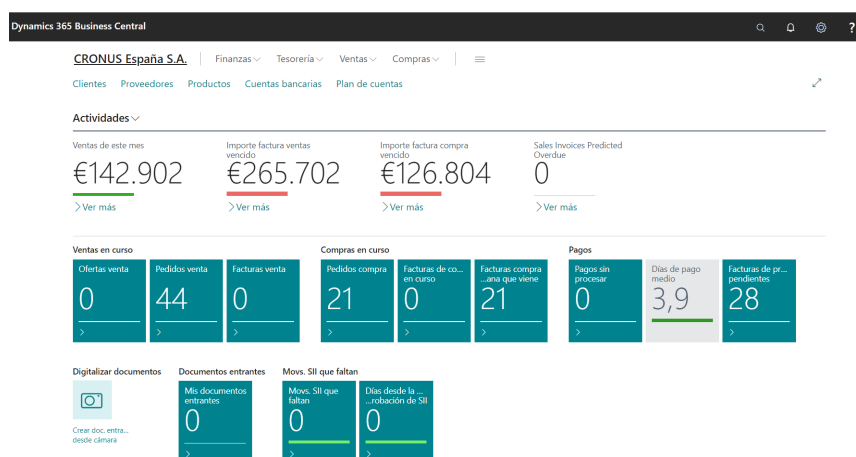 Dynamics 365 Business Central
?
CRONUS España S.A.
Finanzas
Tesorería
Ventas
Compras
Clientes
Proveedores
Productos
Cuentas bancarias
Plan de cuentas
Actividades
Ventas de este mes
€142.902
Ver más
Importe factura ventas
vencido
€265.702
Ver más
Importe factura compra
vencido
€126.804
Ver más
Sales Invoices Predicted
Overdue
0
Ver más
Ventas en curso
Ofertas venta
0
Pedidos venta
44
Facturas venta
0
Compras en curso
Pedidos compra
21
Facturas de co...
en curso
0
Facturas compra
...ana que viene
21
Pagos
Pagos sin
procesar
0
Días de pago
medio
3,9
Facturas de pr...
pendientes
28
Digitalizar documentos
Crear doc. entra...
desde cámara
Documentos entrantes
Mis documentos
entrantes
0
Movs. SII que faltan
Movs. SII que
faltan
0
Días desde la ...
...robación de SII
0